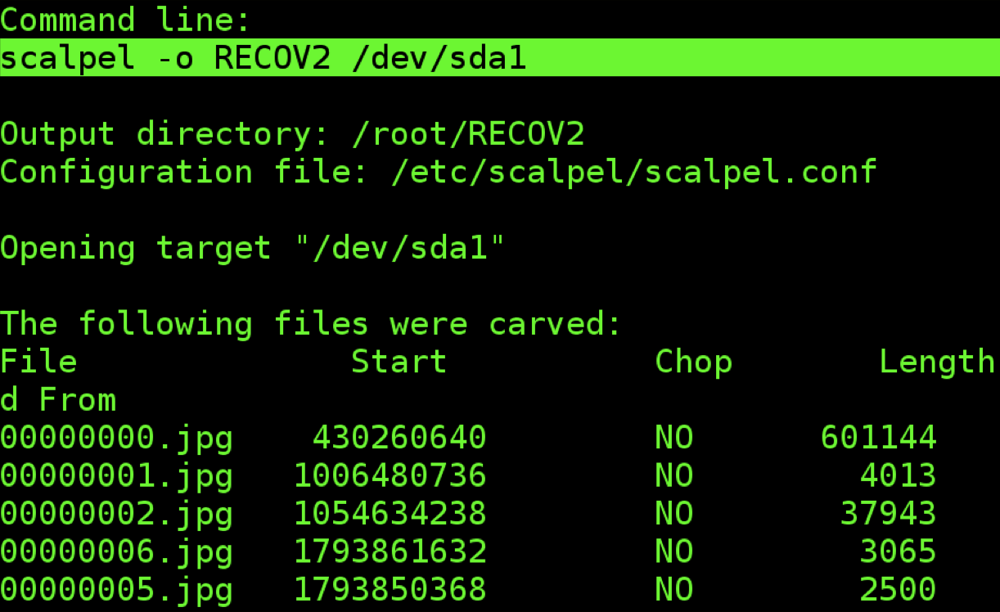 Command line:
scalpel -o RECOV2 /dev/sda1
Output directory: /root/RECOV2
Configuration file: /etc/scalpel/scalpel.conf
Opening target "/dev/sda1"
The following files were carved:
File              Start           Chop        Length
d From
00000000.jpg    430260640         NO       601144
00000001.jpg   1006480736         NO         4013
00000002.jpg   1054634238         NO        37943
00000006.jpg   1793861632         NO         3065
00000005.jpg   1793850368         NO         2500